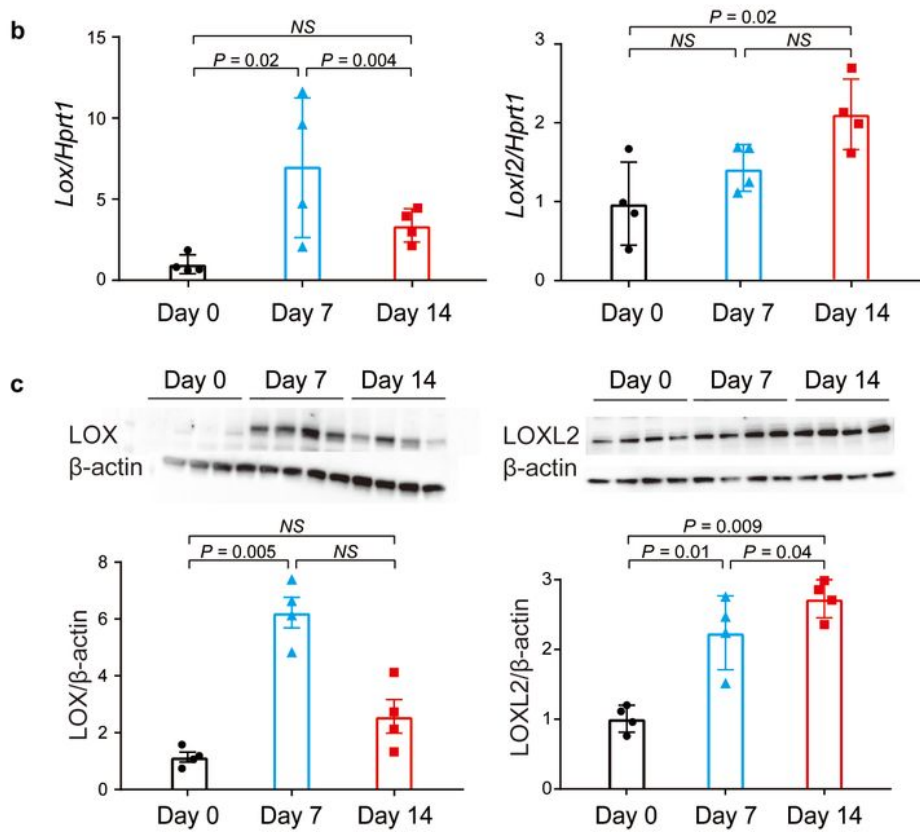 b
Lox/Hprt1
15
10
5
0
NS
P = 0.02
P = 0.004
Day 0 Day 7 Day 14
Loxl2/Hprt1
3
2
1
0
P = 0.02
NS
NS
Day 0 Day 7 Day 14
c
Day 0 Day 7 Day 14
LOX
β-actin
Day 0 Day 7 Day 14
LOXL2
β-actin
LOX/β-actin
8
6
4
2
0
NS
P = 0.005
NS
Day 0 Day 7 Day 14
LOXL2/β-actin
3
2
1
0
P = 0.009
P = 0.01
P = 0.04
Day 0 Day 7 Day 14